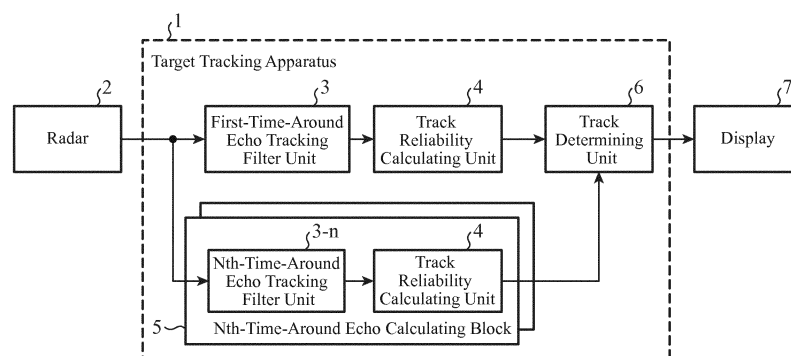 1
Target Tracking Apparatus
2
Radar
3
First-Time-Around
Echo Tracking
Filter Unit
4
Track
Reliability
Calculating Unit
6
Track
Determining
Unit
7
Display
3-n
Nth-Time-Around
Echo Tracking
Filter Unit
4
Track
Reliability
Calculating Unit
5
Nth-Time-Around Echo Calculating Block